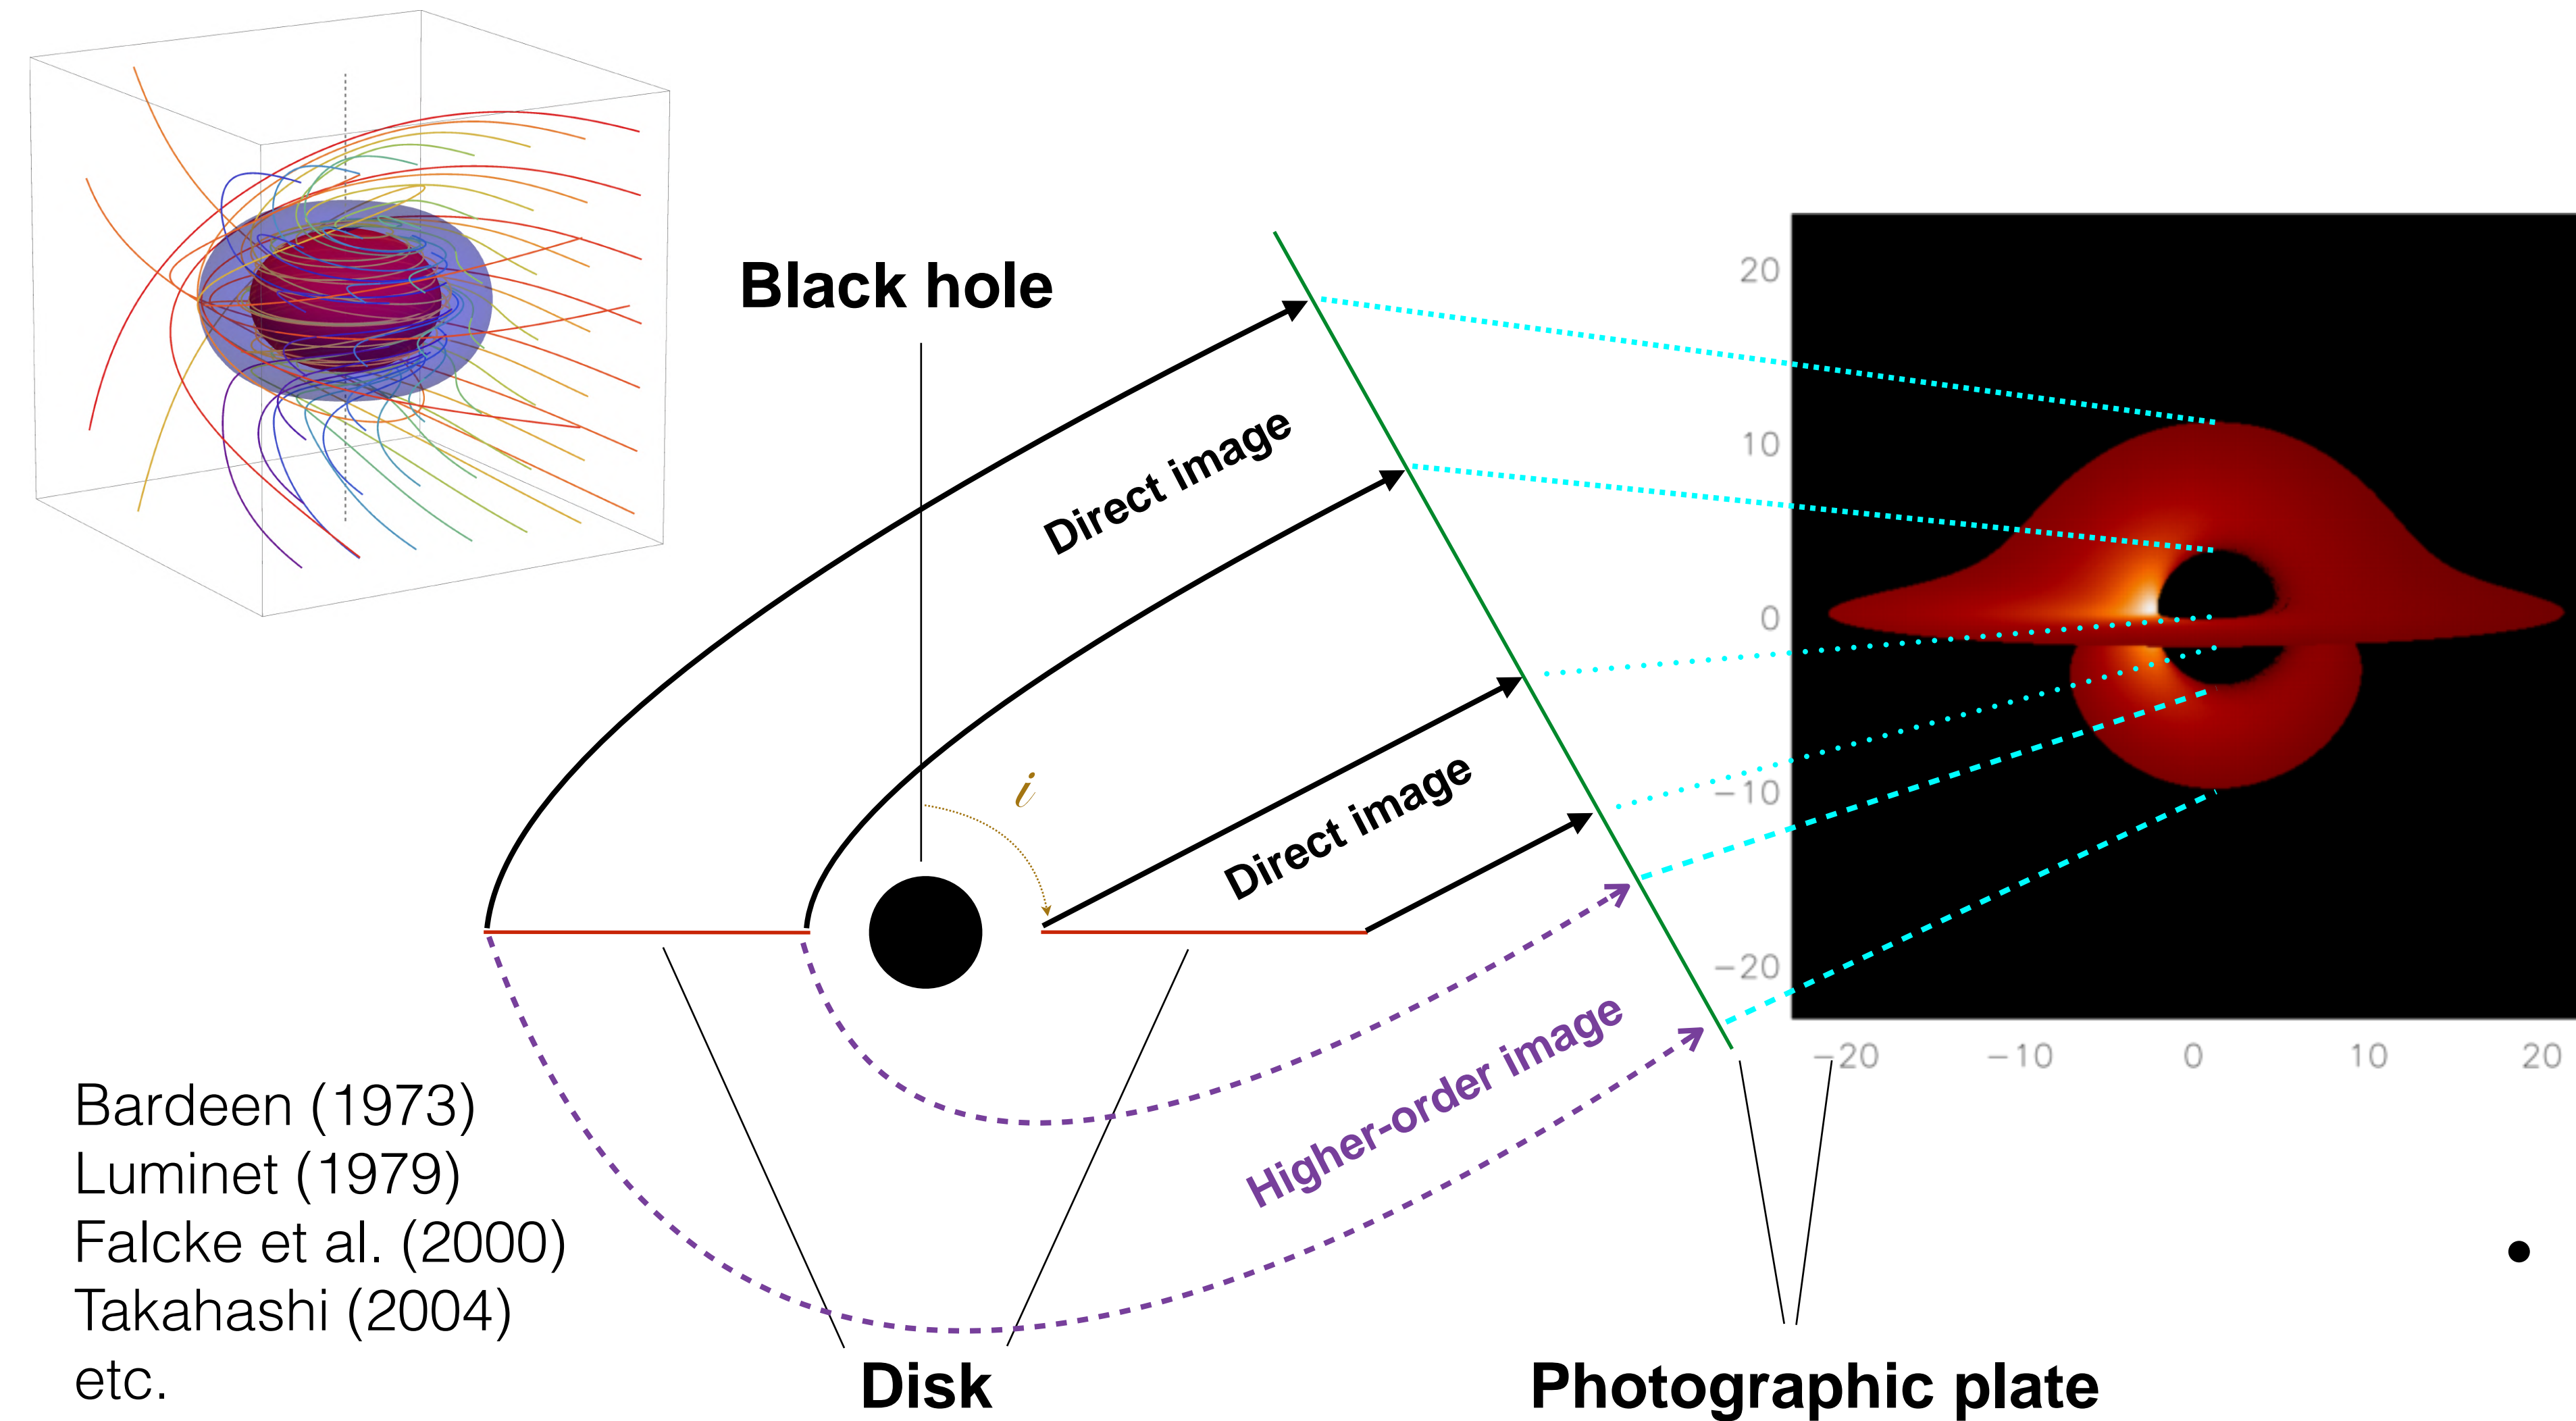 Black hole
Direct image
Direct image
i
Higher-order image
20
10
0
−10
−20
−20
−10
0
10
20
Bardeen (1973)
Luminet (1979)
Falcke et al. (2000)
Takahashi (2004)
etc.
Disk
Photographic plate